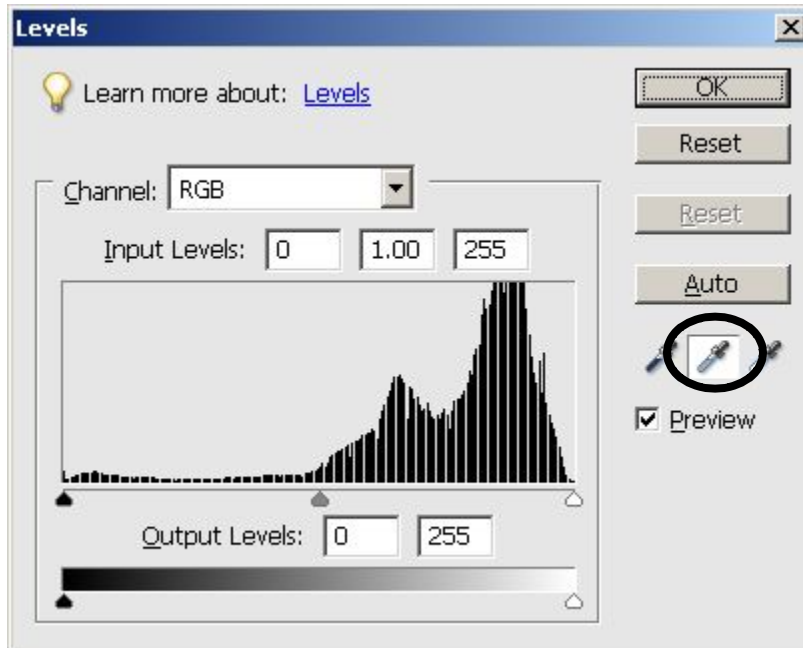 Levels
Learn more about: Levels
OK
Reset
Channel: RGB
Reset
Input Levels: 0 1.00 255
Auto
Preview
Output Levels: 0 255